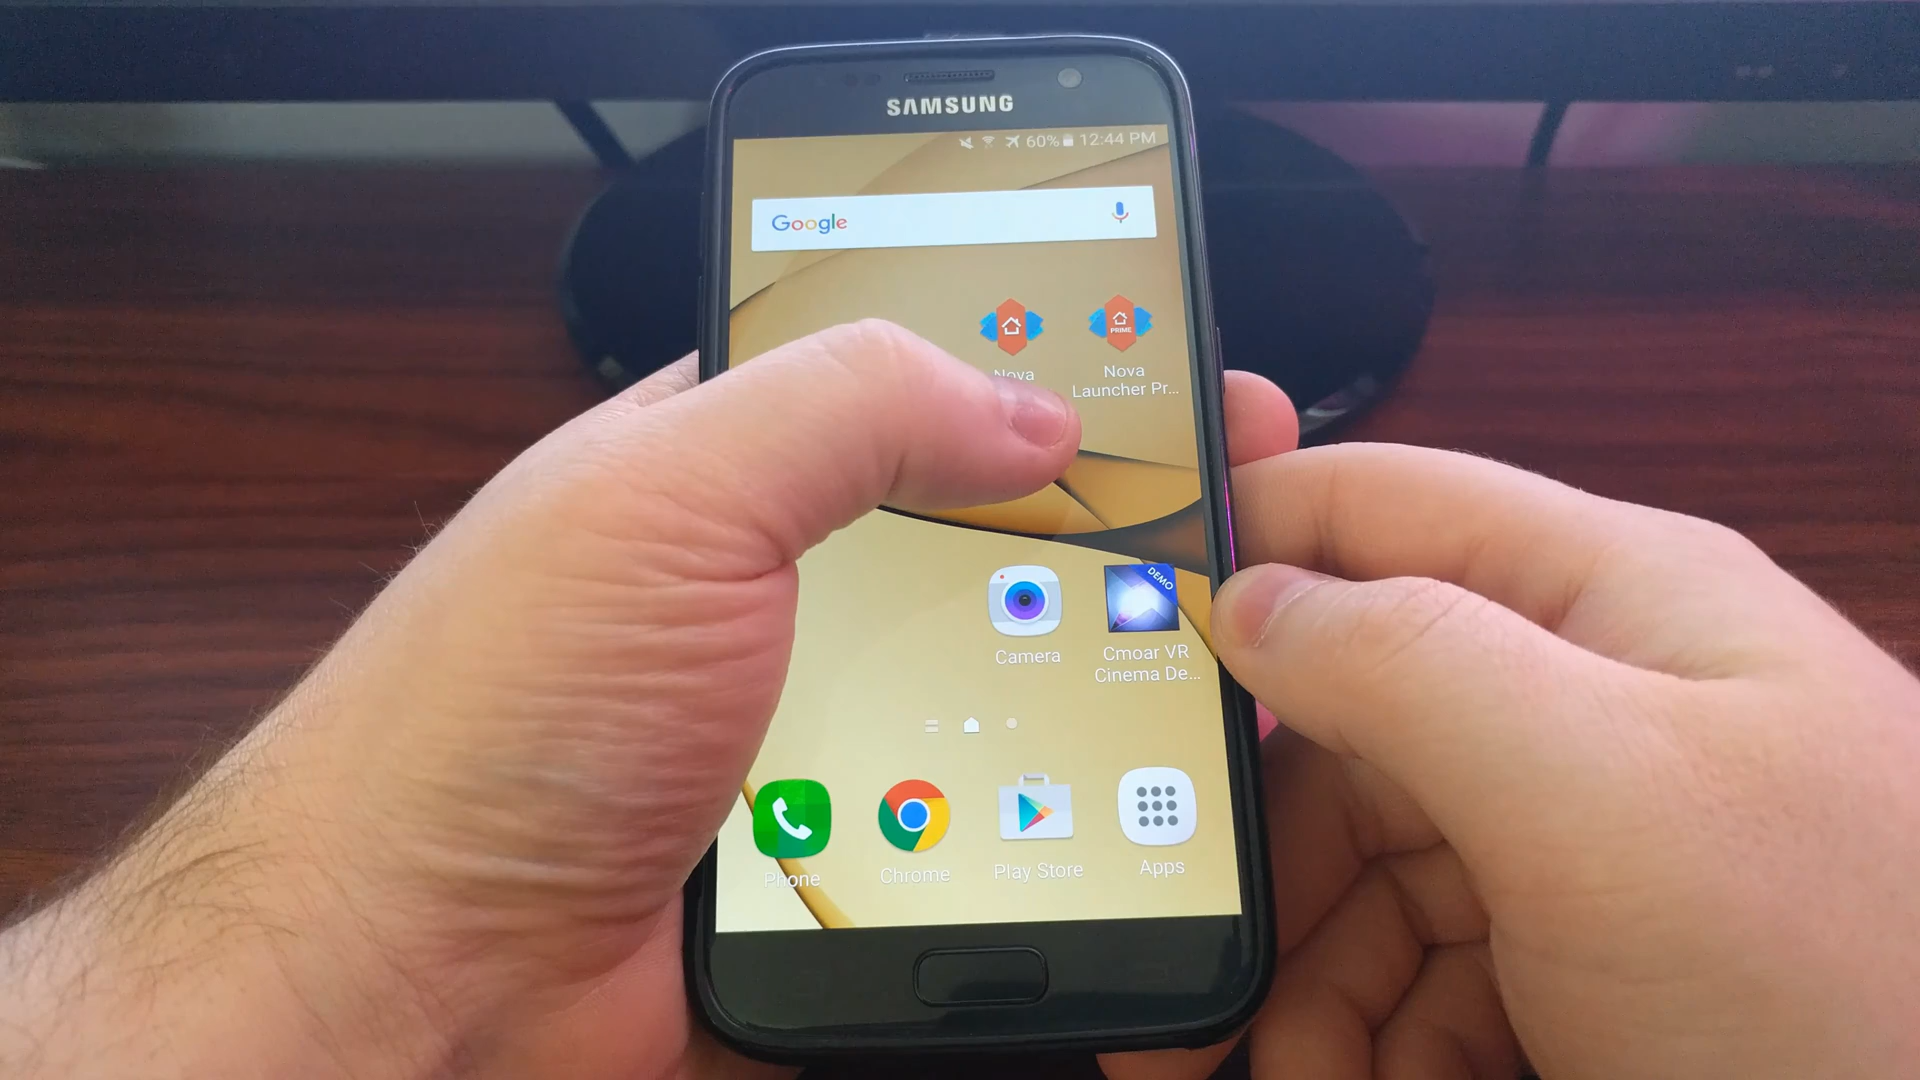 SAMSUNG
60% 12:44 PM
Google
PRIME
Nova
Nova
Launcher Pr...
DEMO
Camera
Cmoar VR
Cinema De...
Phone
Chrome
Play Store
Apps